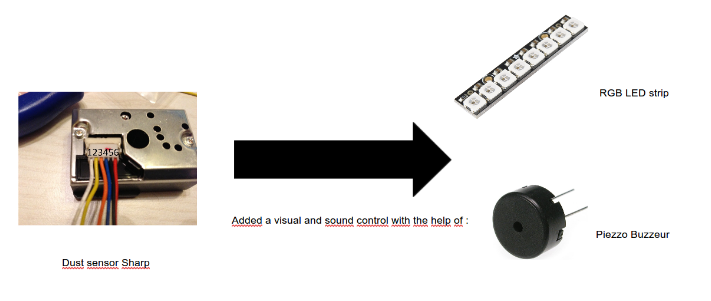 RGB LED strip
123456
Added a visual and sound control with the help of :
Piezzo Buzzeur
Dust sensor Sharp